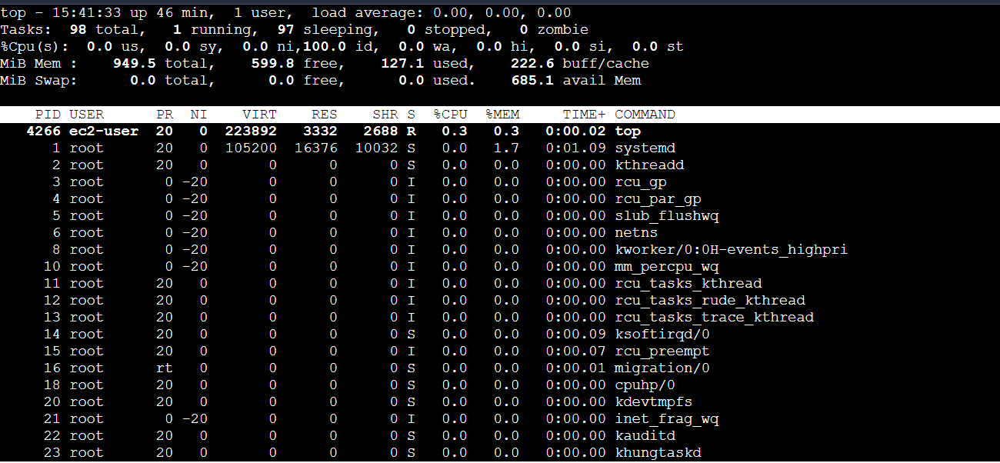 top - 15:41:33 up 46 min,  1 user,  load average: 0.00, 0.00, 0.00
Tasks:  98 total,   1 running,  97 sleeping,   0 stopped,   0 zombie
%Cpu(s):  0.0 us,  0.0 sy,  0.0 ni,100.0 id,  0.0 wa,  0.0 hi,  0.0 si,  0.0 st
MiB Mem :    949.5 total,    599.8 free,    127.1 used,    222.6 buff/cache
MiB Swap:      0.0 total,      0.0 free,      0.0 used.    685.1 avail Mem
    PID USER      PR  NI    VIRT    RES    SHR S  %CPU  %MEM     TIME+ COMMAND
   4266 ec2-user  20   0  223892   3332   2688 R   0.3   0.3   0:00.02 top
      1 root      20   0  105200  16376  10032 S   0.0   1.7   0:01.09 systemd
      2 root      20   0       0      0      0 S   0.0   0.0   0:00.00 kthreadd
      3 root       0 -20       0      0      0 I   0.0   0.0   0:00.00 rcu_gp
      4 root       0 -20       0      0      0 I   0.0   0.0   0:00.00 rcu_par_gp
      5 root       0 -20       0      0      0 I   0.0   0.0   0:00.00 slub_flushwq
      6 root       0 -20       0      0      0 I   0.0   0.0   0:00.00 netns
      8 root       0 -20       0      0      0 I   0.0   0.0   0:00.00 kworker/0:0H-events_highpri
     10 root       0 -20       0      0      0 I   0.0   0.0   0:00.00 mm_percpu_wq
     11 root      20   0       0      0      0 I   0.0   0.0   0:00.00 rcu_tasks_kthread
     12 root      20   0       0      0      0 I   0.0   0.0   0:00.00 rcu_tasks_rude_kthread
     13 root      20   0       0      0      0 I   0.0   0.0   0:00.00 rcu_tasks_trace_kthread
     14 root      20   0       0      0      0 S   0.0   0.0   0:00.09 ksoftirqd/0
     15 root      20   0       0      0      0 I   0.0   0.0   0:00.07 rcu_preempt
     16 root      rt   0       0      0      0 S   0.0   0.0   0:00.01 migration/0
     18 root      20   0       0      0      0 S   0.0   0.0   0:00.00 cpuhp/0
     20 root      20   0       0      0      0 S   0.0   0.0   0:00.00 kdevtmpfs
     21 root       0 -20       0      0      0 I   0.0   0.0   0:00.00 inet_frag_wq
     22 root      20   0       0      0      0 S   0.0   0.0   0:00.00 kauditd
     23 root      20   0       0      0      0 S   0.0   0.0   0:00.00 khungtaskd